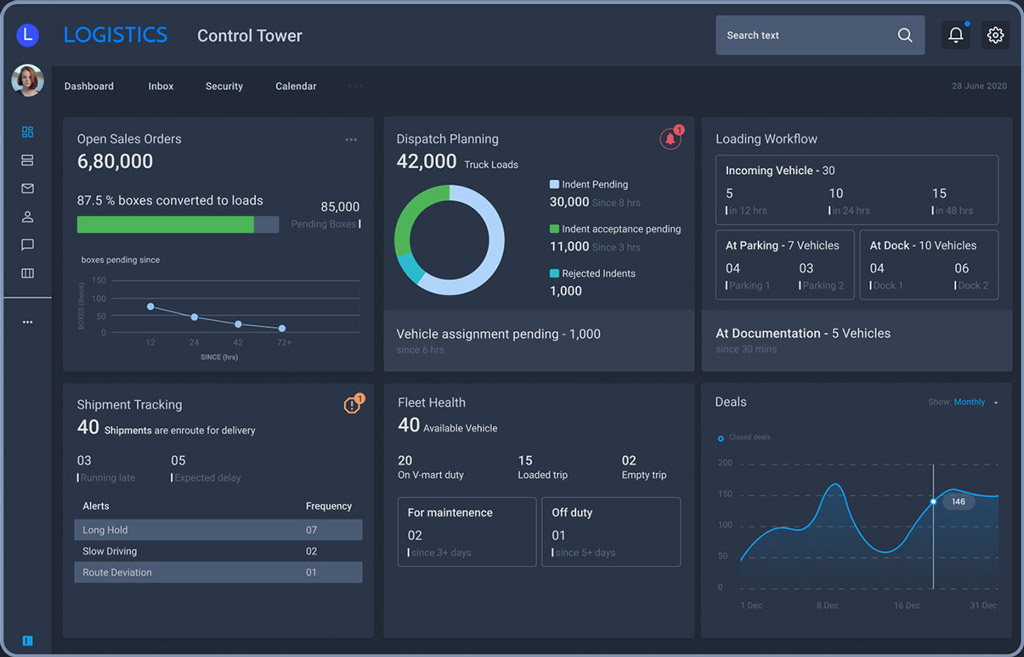 L
LOGISTICS
Control Tower
Search text
Dashboard
Inbox
Security
Calendar
28 June 2020
Open Sales Orders
6,80,000
87.5 % boxes converted to loads
85,000
Pending Boxes
boxes pending since
BOXES (thous)
150
100
50
0
12
24
42
72+
SINCE (hrs)
Dispatch Planning
1
42,000 Truck Loads
Indent Pending
30,000 Since 8 hrs
Indent acceptance pending
11,000 Since 3 hrs
Rejected Indents
1,000
Vehicle assignment pending - 1,000
since 6 hrs
Loading Workflow
Incoming Vehicle - 30
5
10
15
in 12 hrs
in 24 hrs
in 48 hrs
At Parking - 7 Vehicles
04
03
Parking 1
Parking 2
At Dock - 10 Vehicles
04
06
Dock 1
Dock 2
At Documentation - 5 Vehicles
since 30 mins
Shipment Tracking
1
40 Shipments are enroute for delivery
03
05
Running late
Expected delay
Alerts
Frequency
Long Hold
07
Slow Driving
02
Route Deviation
01
Fleet Health
40 Available Vehicle
20
15
02
On V-mart duty
Loaded trip
Empty trip
For maintenence
02
since 3+ days
Off duty
01
since 5+ days
Deals
Show: Monthly
Closed deals
200
150
100
50
0
146
1 Dec
8 Dec
16 Dec
31 Dec